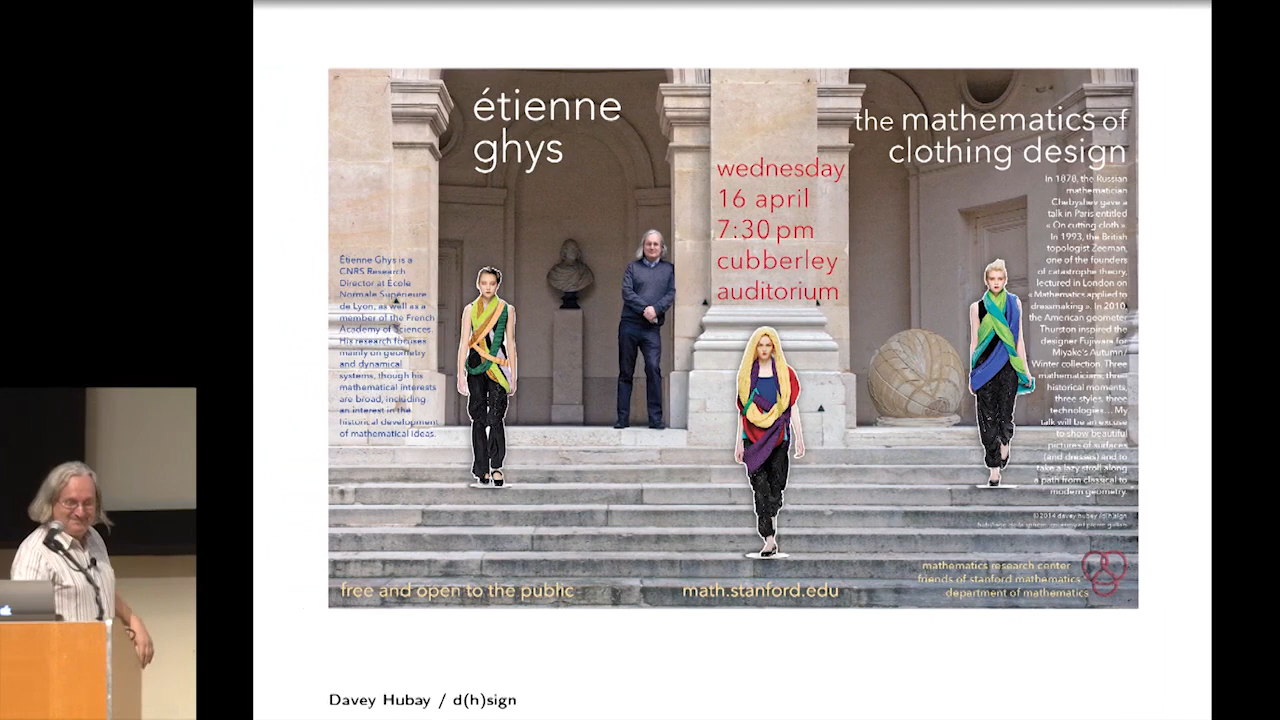 étienne
ghys
the mathematics of
clothing design
wednesday
16 april
7:30 pm
cubberley
auditorium
Étienne Ghys is a
CNRS Research
Director at École
Normale Supérieure
de Lyon, as well as a
member of the French
Academy of Sciences.
His research focuses
mainly on geometry
and dynamical
systems, though his
mathematical interests
are broad, including
an interest in the
historical development
of mathematical ideas.
In 1878, the Russian
mathematician
Chebyshev gave a
talk in Paris entitled
« On cutting cloth ».
In 1993, the British
topologist Zeeman,
one of the founders
of catastrophe theory,
lectured in London on
« Mathematics applied to
dressmaking ». In 2010,
the American geometer
Thurston inspired the
designer Fujiwara for
Miyake's Autumn/
Winter collection. Three
mathematicians, three
historical moments,
three styles, three
technologies... My
talk will be an excuse
to show beautiful
pictures of surfaces
(and dresses) and to
take a lazy stroll along
a path from classical to
modern geometry.
©2014 davey hubay /d(h)sign
free and open to the public
math.stanford.edu
mathematics research center
friends of stanford mathematics
department of mathematics
Davey Hubay / d(h)sign